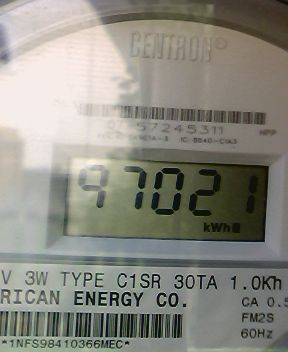 CENTRON®
57245311
HPP
97021
kWh
V 3W TYPE C1SR 30TA 1.0Kh
RICAN ENERGY CO.
CA 0.5
FM2S
60Hz
*1NFS98410366MEC*